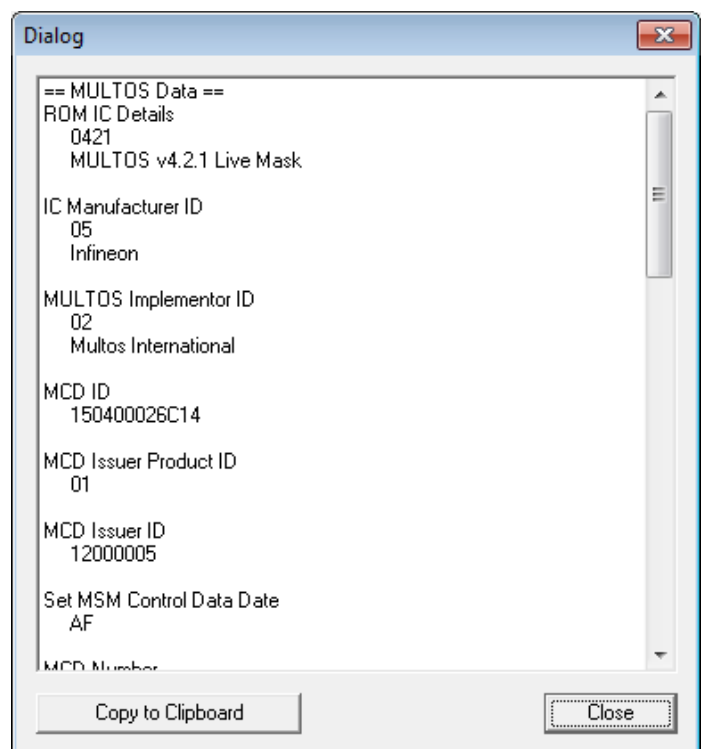 Dialog
== MULTOS Data ==
ROM IC Details
0421
MULTOS v4.2.1 Live Mask
IC Manufacturer ID
05
Infineon
MULTOS Implementor ID
02
Multos International
MCD ID
150400026C14
MCD Issuer Product ID
01
MCD Issuer ID
12000005
Set MSM Control Data Date
AF
MCD Number
Copy to Clipboard
Close